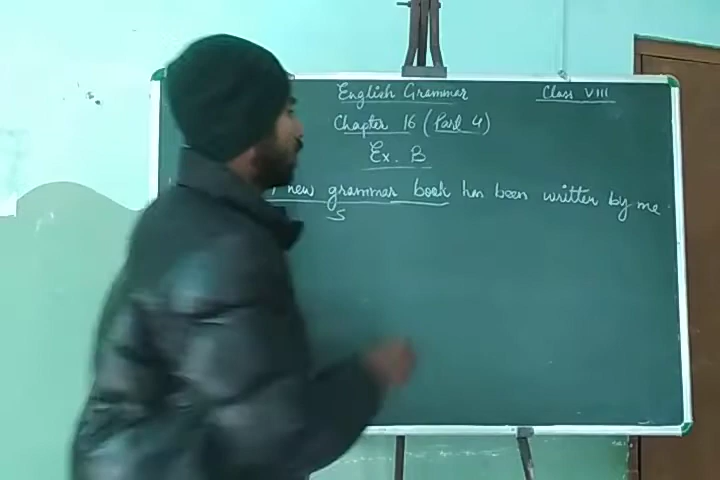 English Grammar
Class VIII
Chapter 16 (Part 4)
Ex. B
new grammar book has been written by me.
S